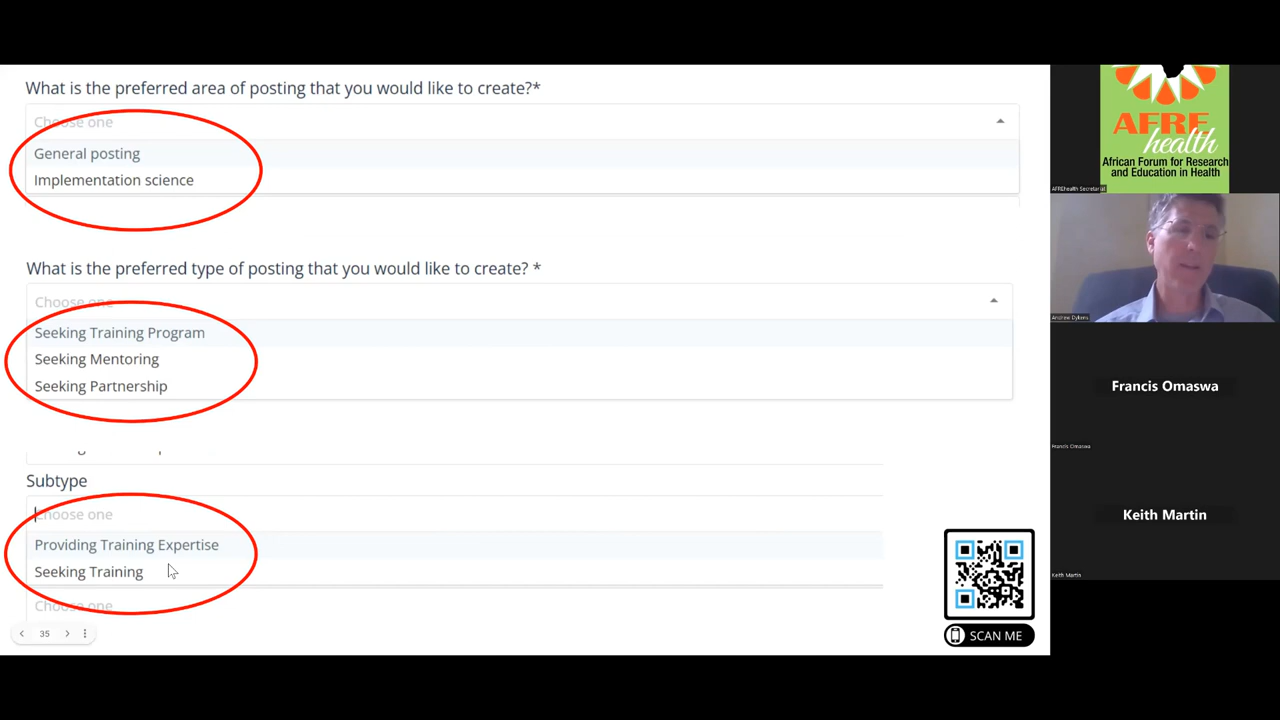 What is the preferred area of posting that you would like to create?*
Choose one
General posting
Implementation science
What is the preferred type of posting that you would like to create? *
Choose one
Seeking Training Program
Seeking Mentoring
Seeking Partnership
Subtype
Choose one
Providing Training Expertise
Seeking Training
Choose one
35
SCAN ME
AFRE
health
African Forum for Research
and Education in Health
AFREhealth Secretariat
Andrew Dykens
Francis Omaswa
Francis Omaswa
Keith Martin
Keith Martin